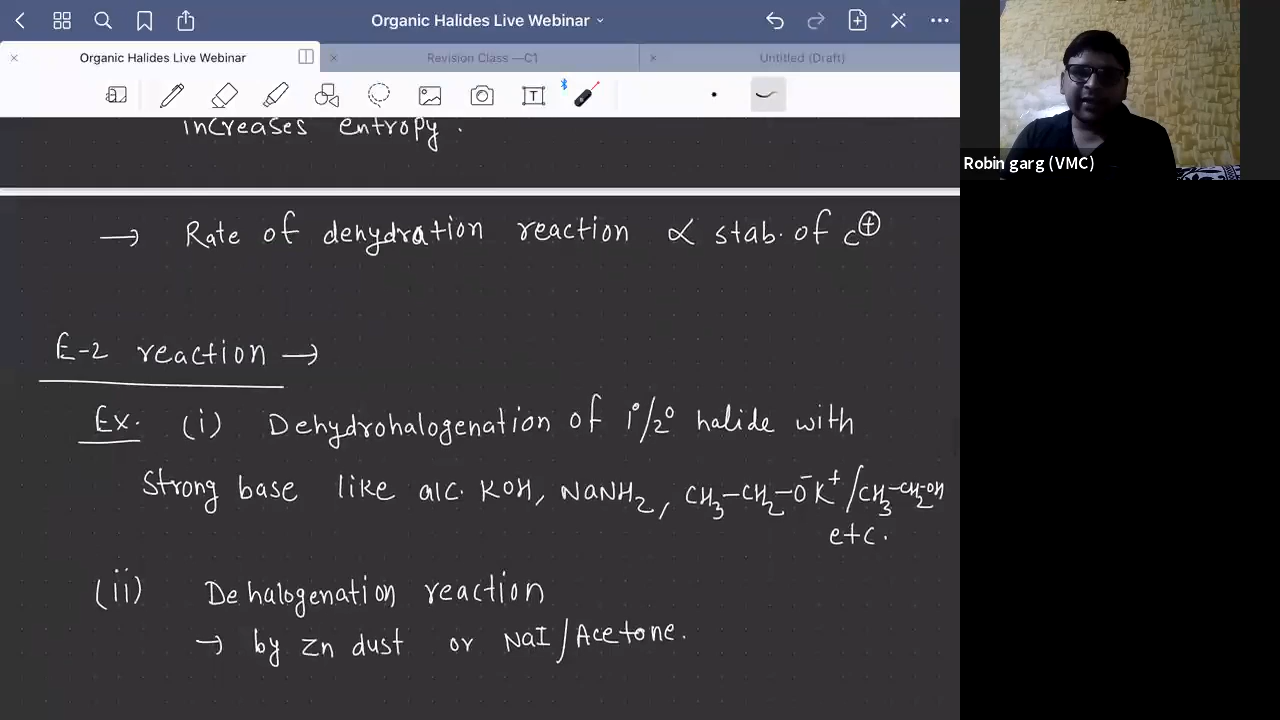 Organic Halides Live Webinar
Organic Halides Live Webinar
Revision Class —C1
Untitled (Draft)
T
increases entropy.
Robin garg (VMC)
→ Rate of dehydration reaction ∝ stab. of C⊕
E-2 reaction →
Ex. (i) Dehydrohalogenation of 1°/2° halide with
Strong base like alc. KOH, NaNH₂, CH₃-CH₂-O⁻K⁺/CH₃-CH₂-OH
etc.
(ii) Dehalogenation reaction
→ by Zn dust or NaI/Acetone.